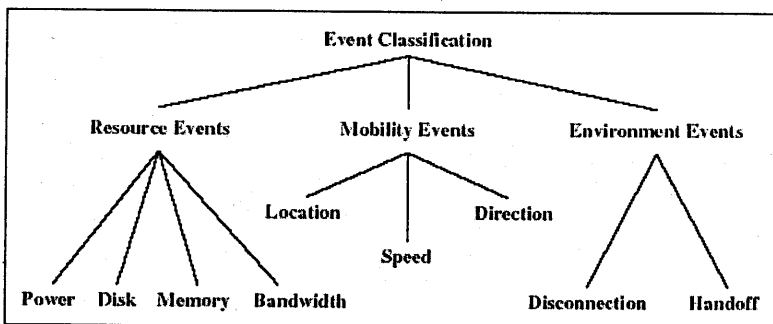 Event Classification
Resource Events Mobility Events Environment Events
Location Direction
Speed
Power Disk Memory Bandwidth Disconnection Handoff